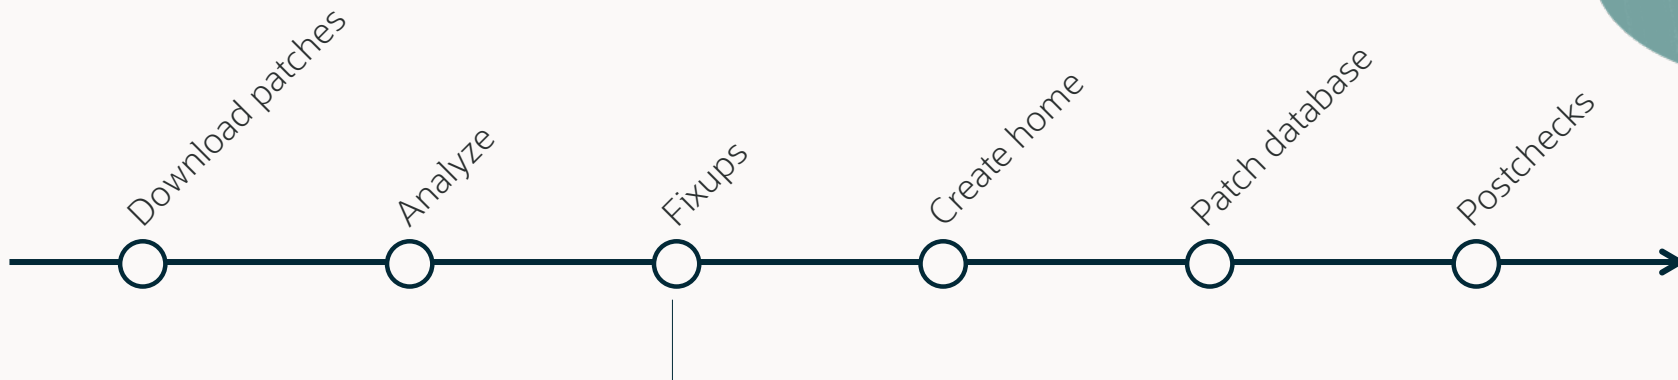 Download patches
Analyze
Fixups
Create home
Patch database
Postchecks